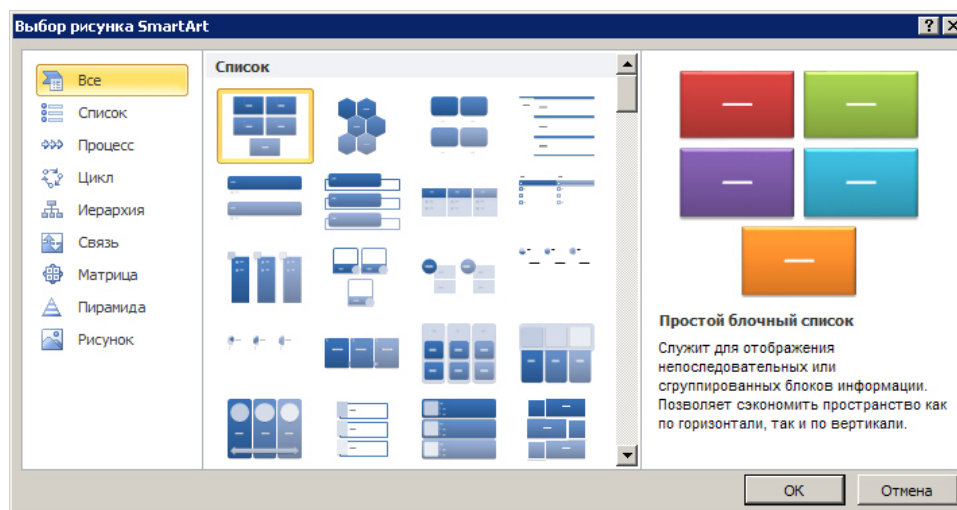 Выбор рисунка SmartArt
Все
Список
Процесс
Цикл
Иерархия
Связь
Матрица
Пирамида
Рисунок
Список
Простой блочный список
Служит для отображения
непоследовательных или
сгруппированных блоков информации.
Позволяет сэкономить пространство как
по горизонтали, так и по вертикали.
ОК
Отмена